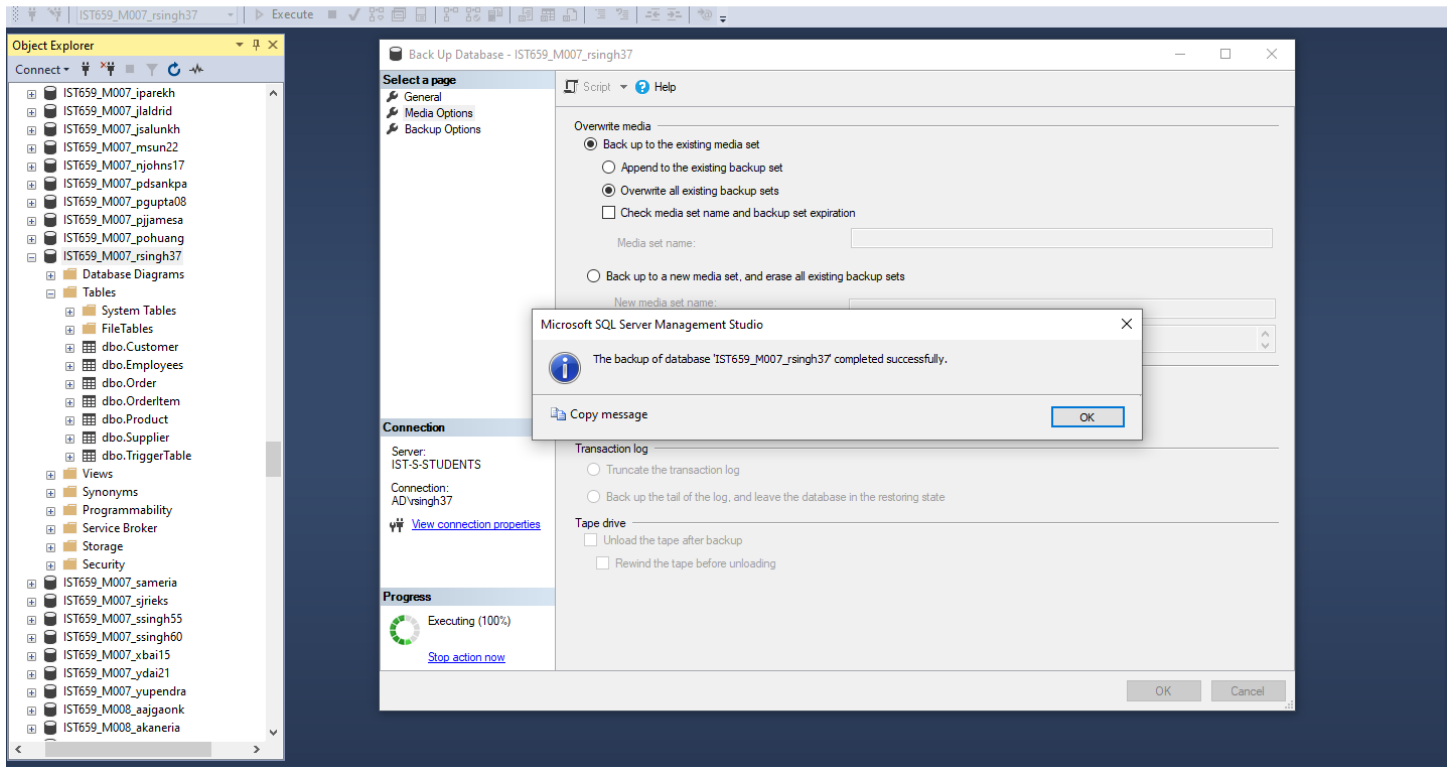 IST659_M007_rsingh37
Execute
Object Explorer
Connect
IST659_M007_iparekh
IST659_M007_jlaldrid
IST659_M007_jsalunkh
IST659_M007_msun22
IST659_M007_njohns17
IST659_M007_pdsankpa
IST659_M007_pgupta08
IST659_M007_pjjamesa
IST659_M007_pohuang
IST659_M007_rsingh37
Database Diagrams
Tables
System Tables
FileTables
dbo.Customer
dbo.Employees
dbo.Order
dbo.OrderItem
dbo.Product
dbo.Supplier
dbo.TriggerTable
Views
Synonyms
Programmability
Service Broker
Storage
Security
IST659_M007_sameria
IST659_M007_sjrieks
IST659_M007_ssingh55
IST659_M007_ssingh60
IST659_M007_xbai15
IST659_M007_ydai21
IST659_M007_yupendra
IST659_M008_aajgaonk
IST659_M008_akaneria
Back Up Database - IST659_M007_rsingh37
Select a page
General
Media Options
Backup Options
Script
Help
Overwrite media
Back up to the existing media set
Append to the existing backup set
Overwrite all existing backup sets
Check media set name and backup set expiration
Media set name:
Back up to a new media set, and erase all existing backup sets
New media set name:
Microsoft SQL Server Management Studio
The backup of database 'IST659_M007_rsingh37' completed successfully.
Copy message
OK
Connection
Server:
IST-S-STUDENTS
Connection:
AD\rsingh37
View connection properties
Transaction log
Truncate the transaction log
Back up the tail of the log, and leave the database in the restoring state
Tape drive
Unload the tape after backup
Rewind the tape before unloading
Progress
Executing (100%)
Stop action now
OK
Cancel